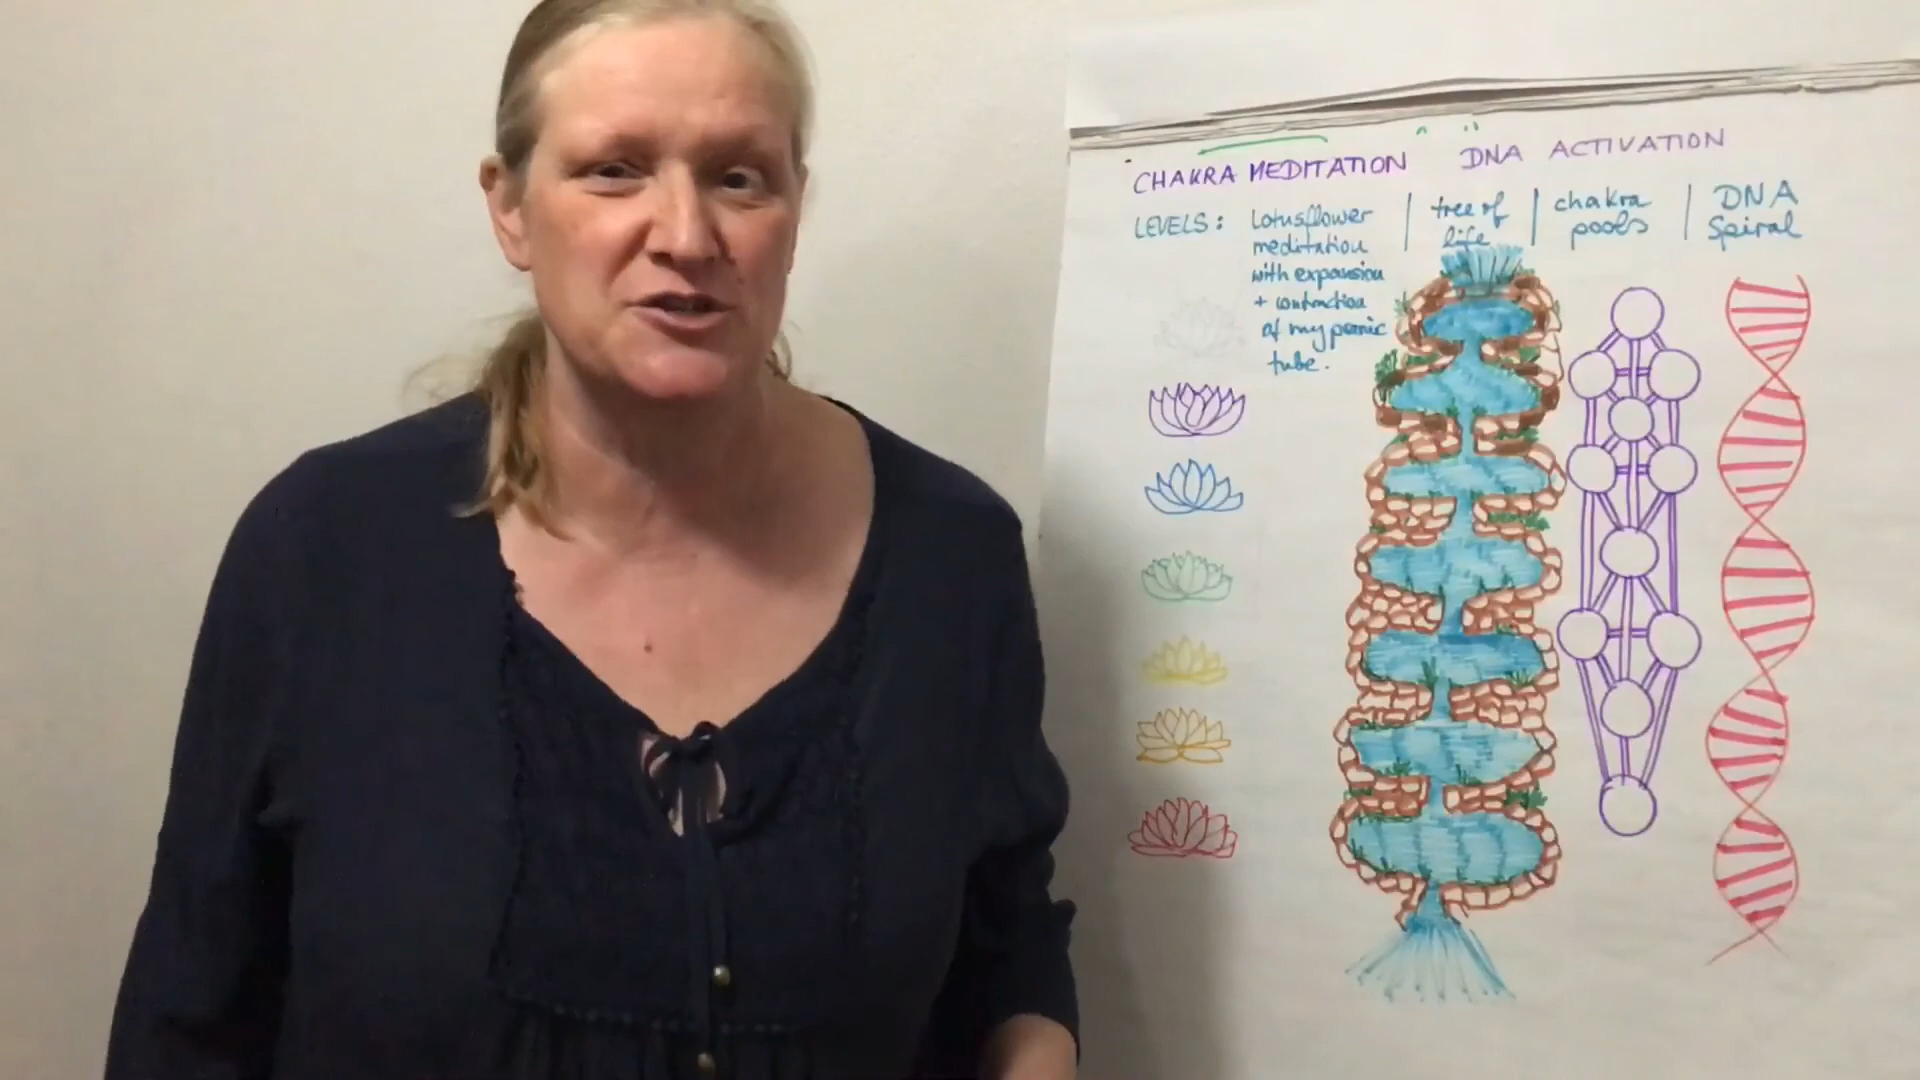 CHAKRA MEDITATION DNA ACTIVATION
LEVELS: Lotusflower meditation with expansion + contraction of my pranic tube.
tree of life
chakra pools
DNA Spiral